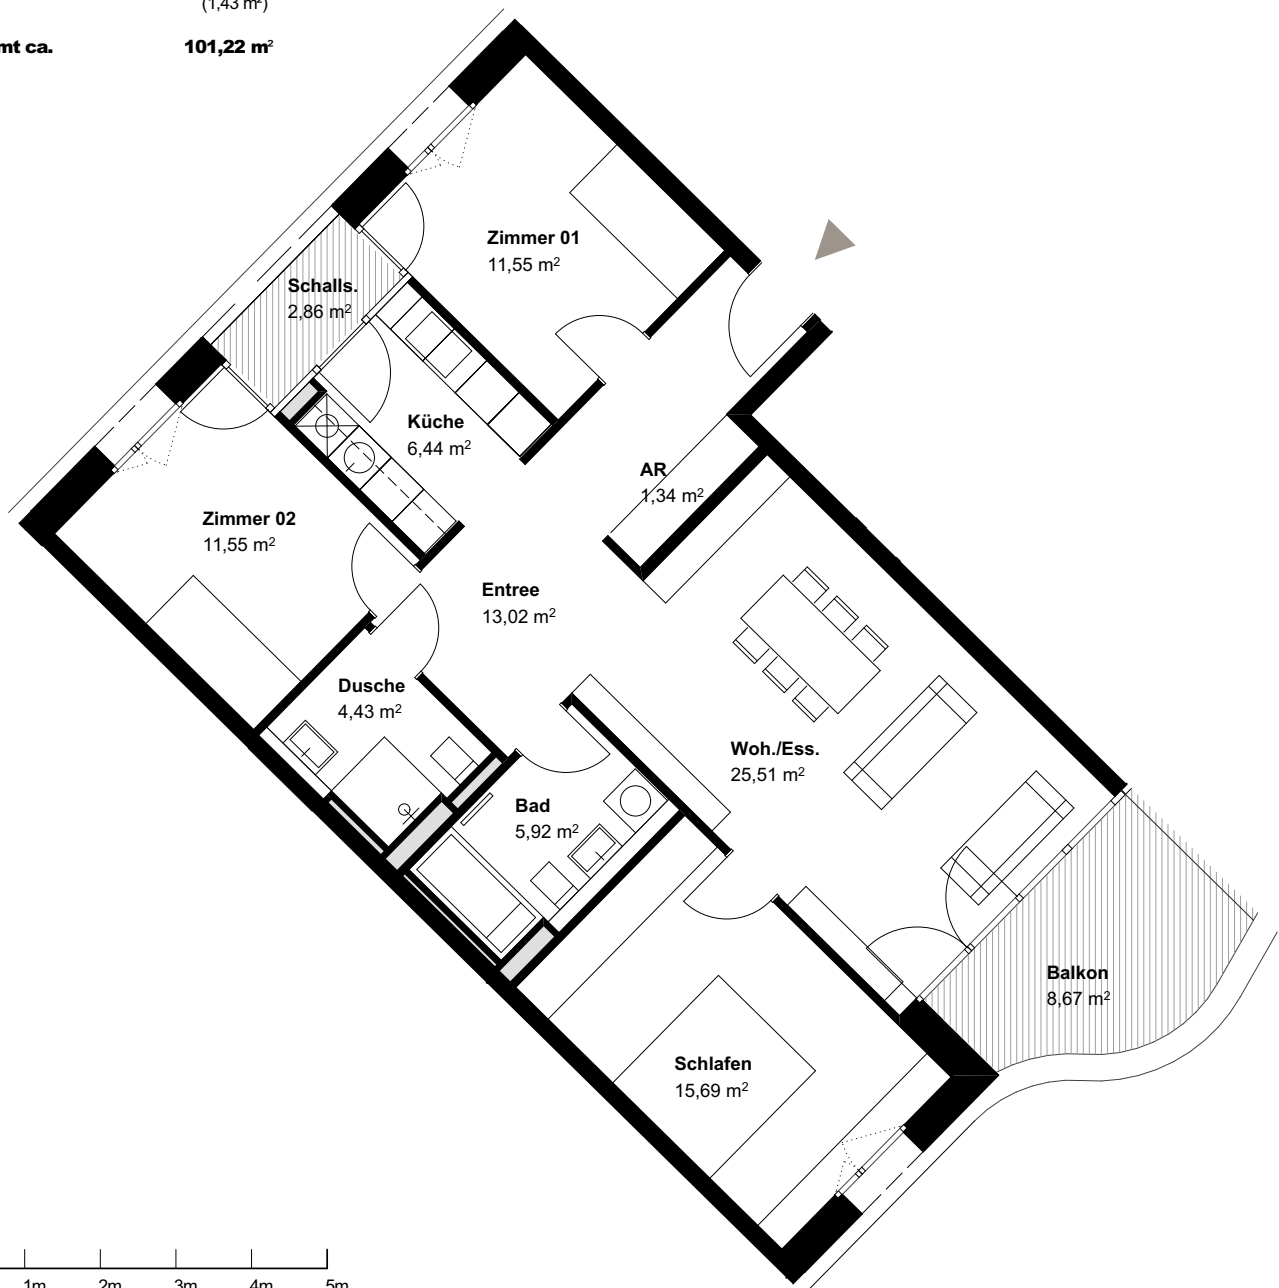 (1,43 m²)
mt ca. 101,22 m²
Zimmer 01
11,55 m²
Schalls.
2,86 m²
Küche
6,44 m²
AR
1,34 m²
Zimmer 02
11,55 m²
Entree
13,02 m²
Dusche
4,43 m²
Woh./Ess.
25,51 m²
Bad
5,92 m²
Balkon
8,67 m²
Schlafen
15,69 m²
1m 2m 3m 4m 5m